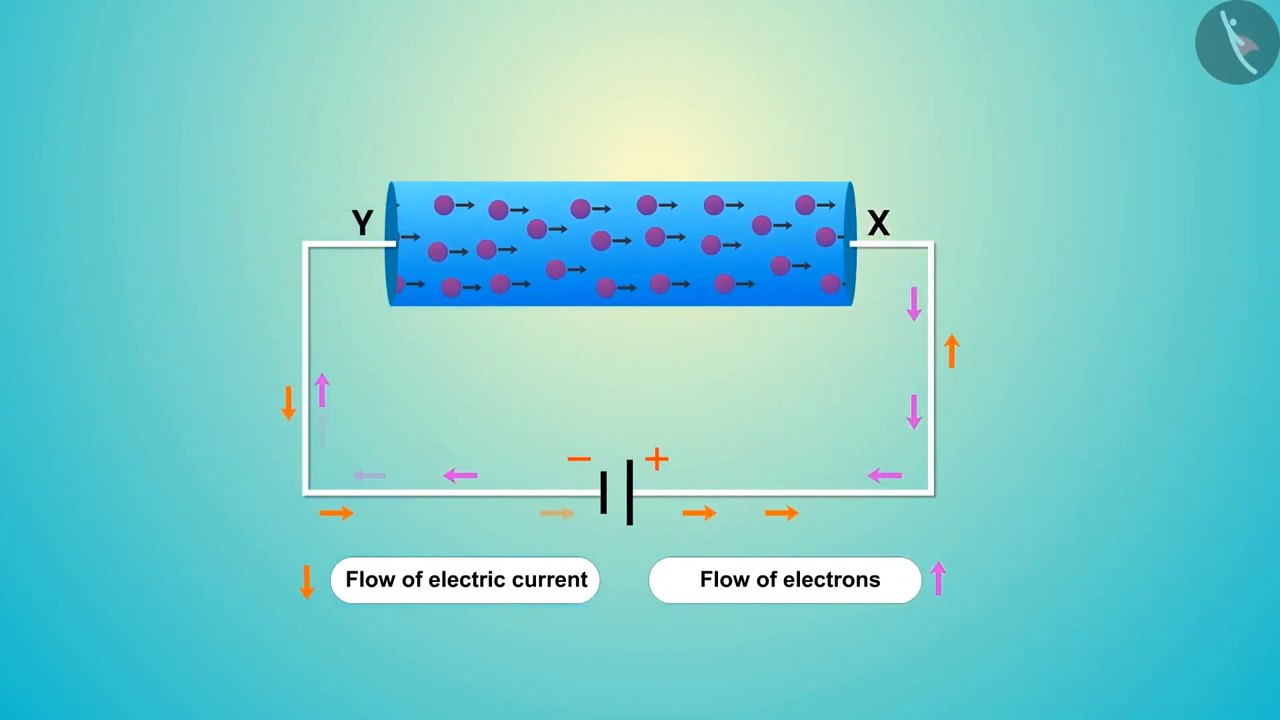 Y
X
− +
Flow of electric current
Flow of electrons